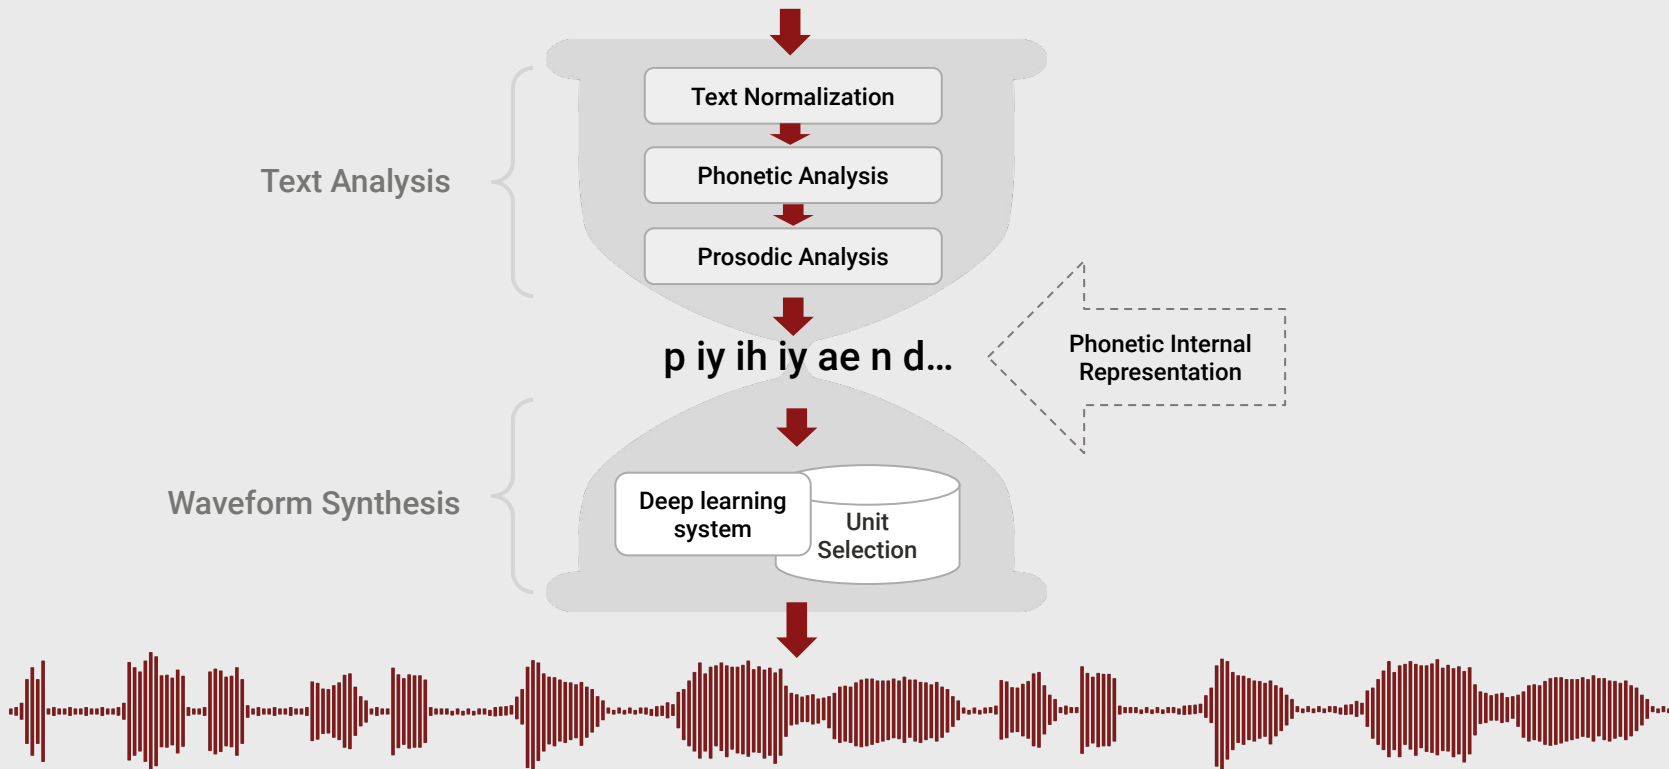 Text Normalization
Text Analysis
Phonetic Analysis
Prosodic Analysis
p iy ih iy ae n d…
Phonetic Internal
Representation
Waveform Synthesis
Deep learning
system
Unit
Selection